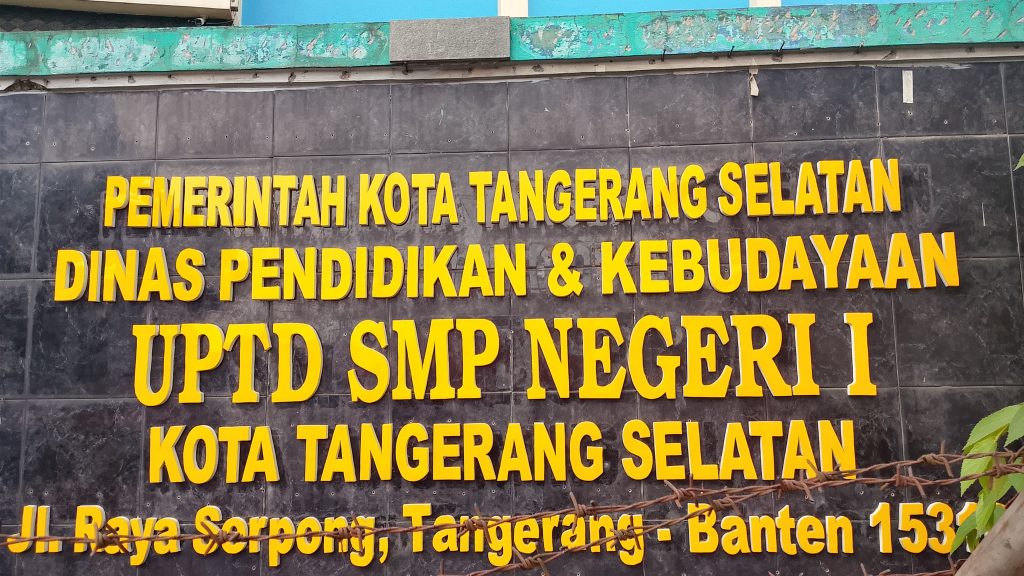 PEMERINTAH KOTA TANGERANG SELATAN
DINAS PENDIDIKAN & KEBUDAYAAN
UPTD SMP NEGERI I
KOTA TANGERANG SELATAN
Jl. Raya Serpong, Tangerang - Banten